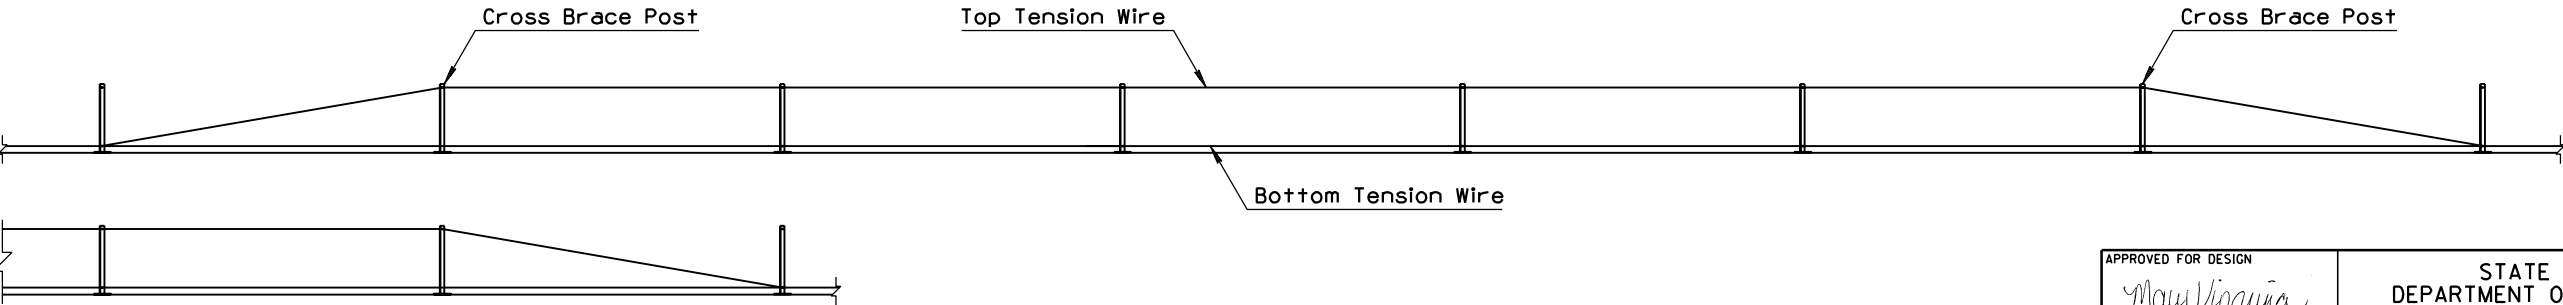 Cross Brace Post
Top Tension Wire
Cross Brace Post
Bottom Tension Wire
APPROVED FOR DESIGN
STATE
DEPARTMENT O